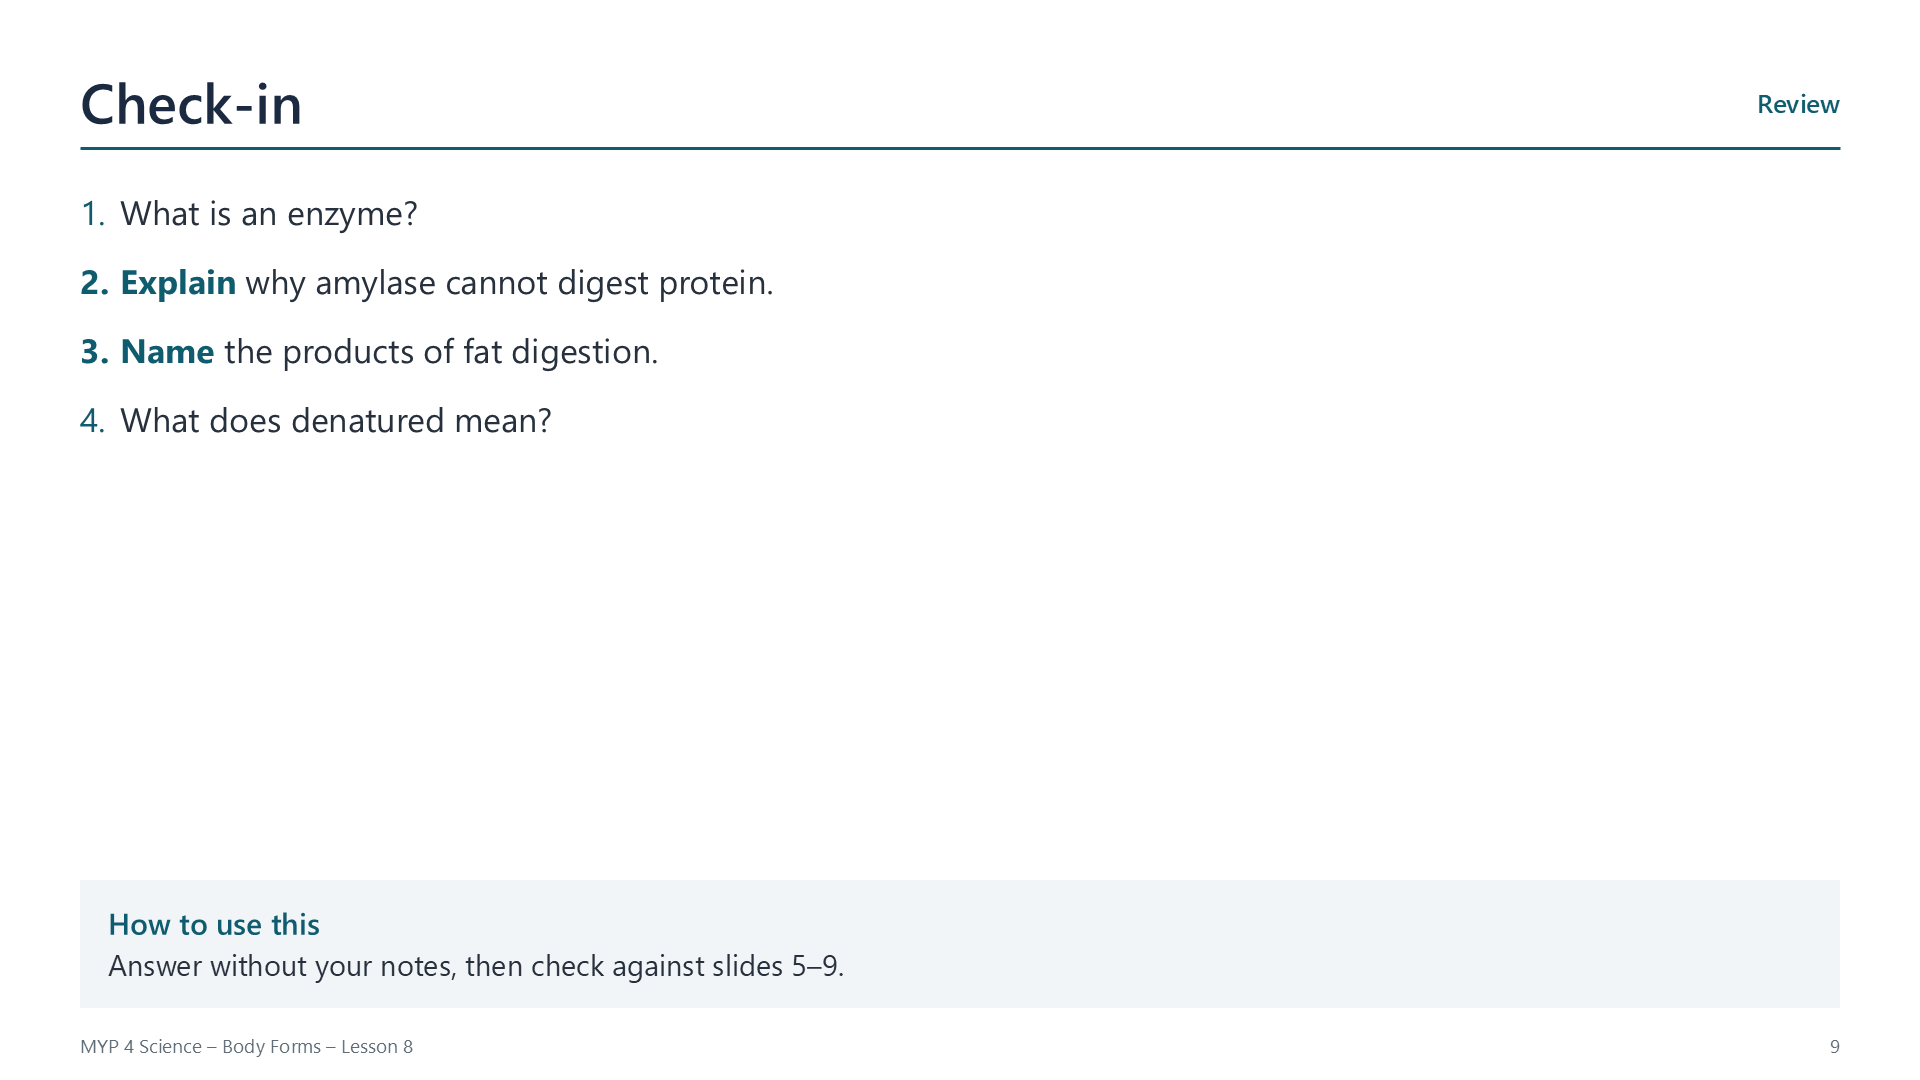 Check-in
Review
1. What is an enzyme?
2. Explain why amylase cannot digest protein.
3. Name the products of fat digestion.
4. What does denatured mean?
How to use this
Answer without your notes, then check against slides 5–9.
MYP 4 Science – Body Forms – Lesson 8
9